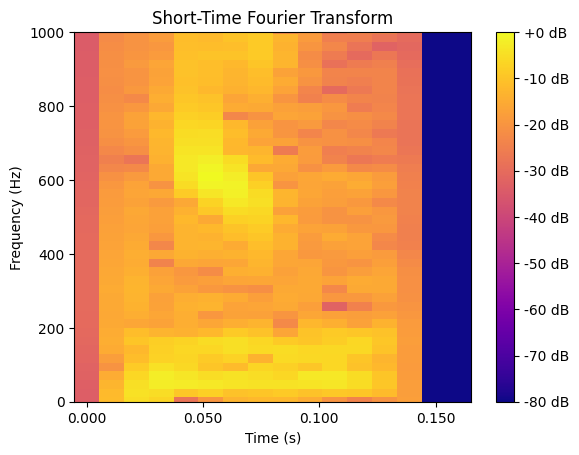 Short-Time Fourier Transform
1000
800
600
400
200
0
Frequency (Hz)
0.000
0.050
0.100
0.150
Time (s)
+0 dB
-10 dB
-20 dB
-30 dB
-40 dB
-50 dB
-60 dB
-70 dB
-80 dB